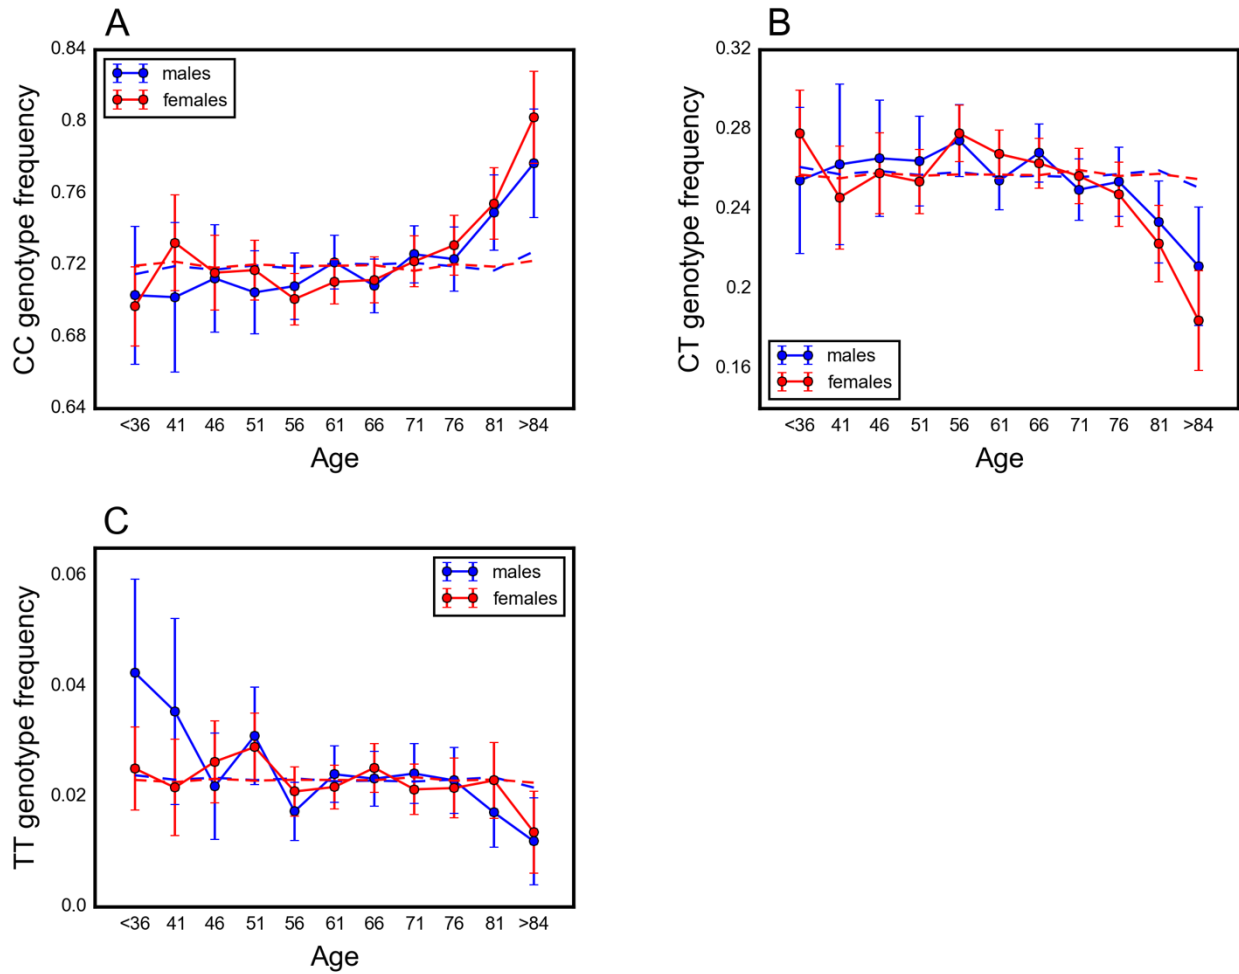 A
CC genotype frequency
0.84
0.8
0.76
0.72
0.68
0.64
males
females
<36 41 46 51 56 61 66 71 76 81 >84
Age
B
CT genotype frequency
0.32
0.28
0.24
0.2
0.16
males
females
<36 41 46 51 56 61 66 71 76 81 >84
Age
C
TT genotype frequency
0.06
0.04
0.02
0.0
males
females
<36 41 46 51 56 61 66 71 76 81 >84
Age